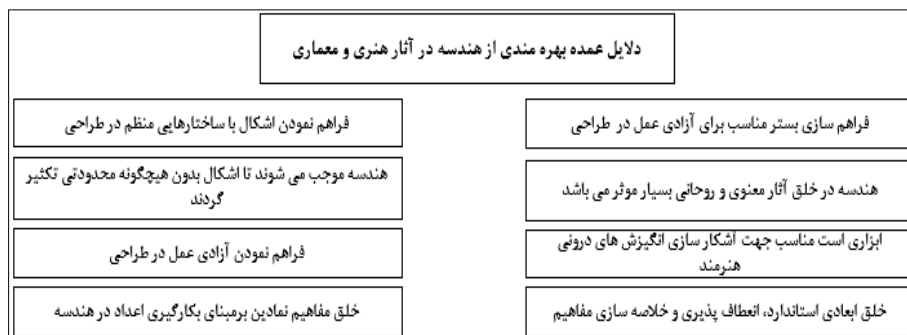 دلایل عمده بهره مندی از هندسه در آثار هنری و معماری
فراهم سازی بستر مناسب برای آزادی عمل در طراحی
فراهم نمودن اشکال با ساختارهایی منظم در طراحی
هندسه در خلق آثار معنوی و روحانی بسیار موثر می باشد
هندسه موجب می شوند تا اشکال بدون هیچگونه محدودتی تکثیر
گردند
ابزاری است مناسب جهت آشکار سازی انگیزش های درونی
هنرمند
فراهم نمودن آزادی عمل در طراحی
خلق ابعادی استاندارد، انعطاف پذیری و خلاصه سازی مفاهیم
خلق مفاهیم نمادین برمبنای بکارگیری اعداد در هندسه